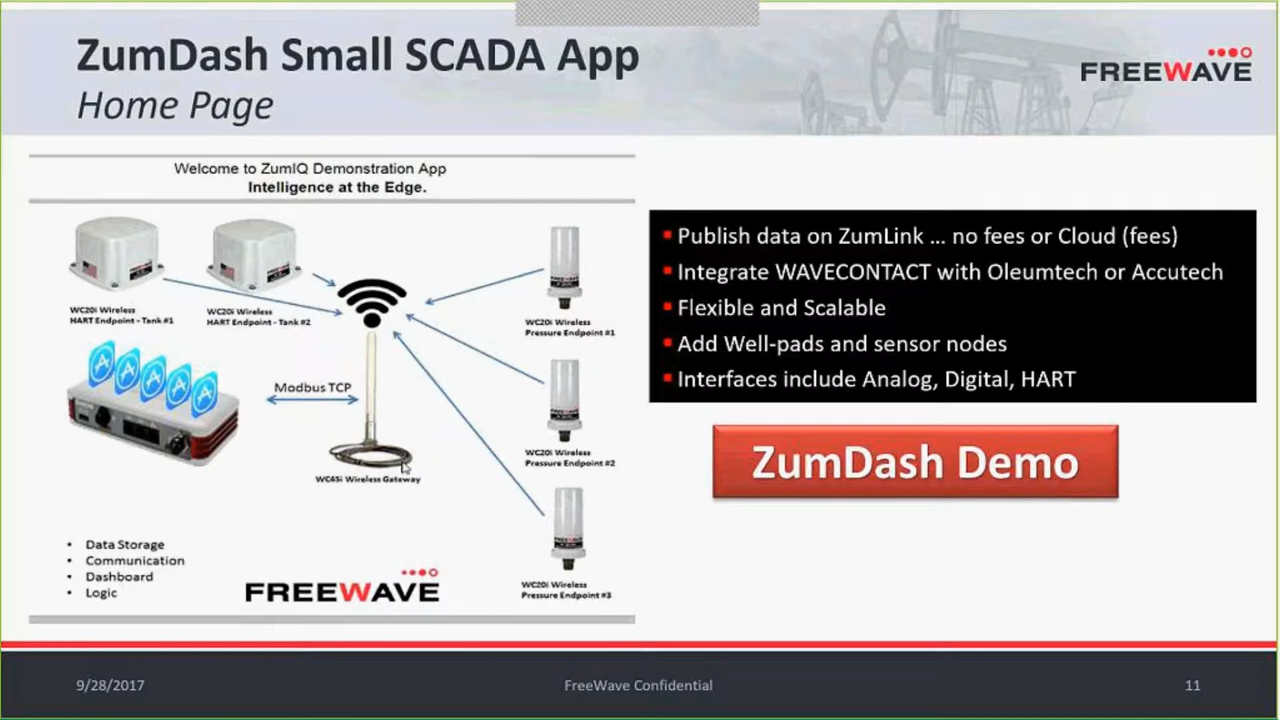 ZumDash Small SCADA App
Home Page
FREEWAVE
Welcome to ZumIQ Demonstration App
Intelligence at the Edge.
WC20i Wireless
HART Endpoint - Tank #1
WC20i Wireless
HART Endpoint - Tank #2
WC20i Wireless
Pressure Endpoint #1
Modbus TCP
WC20i Wireless
Pressure Endpoint #2
WC45i Wireless Gateway
WC20i Wireless
Pressure Endpoint #3
• Data Storage
• Communication
• Dashboard
• Logic
FREEWAVE
Publish data on ZumLink ... no fees or Cloud (fees)
Integrate WAVECONTACT with Oleumtech or Accutech
Flexible and Scalable
Add Well-pads and sensor nodes
Interfaces include Analog, Digital, HART
ZumDash Demo
9/28/2017
FreeWave Confidential
11